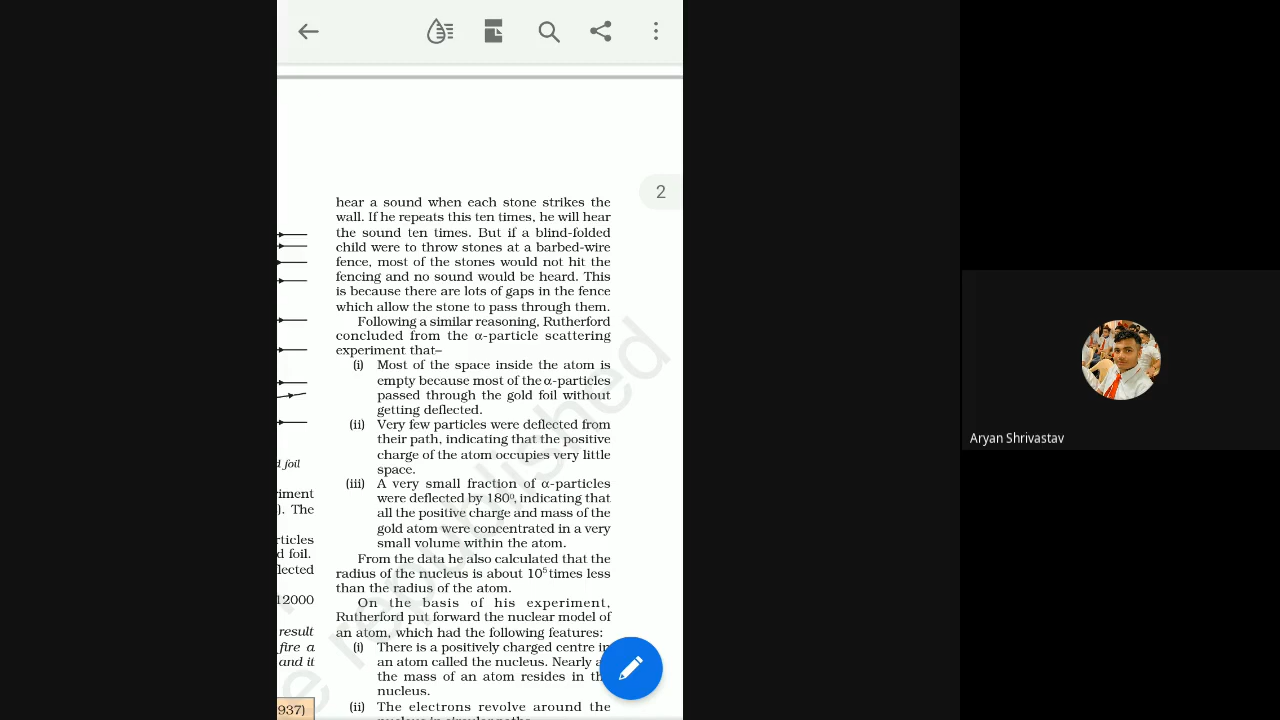 2
hear a sound when each stone strikes the
wall. If he repeats this ten times, he will hear
the sound ten times. But if a blind-folded
child were to throw stones at a barbed-wire
fence, most of the stones would not hit the
fencing and no sound would be heard. This
is because there are lots of gaps in the fence
which allow the stone to pass through them.
Following a similar reasoning, Rutherford
concluded from the α-particle scattering
experiment that–
(i) Most of the space inside the atom is
empty because most of the α-particles
passed through the gold foil without
getting deflected.
(ii) Very few particles were deflected from
their path, indicating that the positive
charge of the atom occupies very little
space.
(iii) A very small fraction of α-particles
were deflected by 180⁰, indicating that
all the positive charge and mass of the
gold atom were concentrated in a very
small volume within the atom.
From the data he also calculated that the
radius of the nucleus is about 10⁵ times less
than the radius of the atom.
On the basis of his experiment,
Rutherford put forward the nuclear model of
an atom, which had the following features:
(i) There is a positively charged centre in
an atom called the nucleus. Nearly
the mass of an atom resides in
nucleus.
(ii) The electrons revolve around the
foil
). The
foil.
12000
result
fire a
and it
937)
republished
Aryan Shrivastav